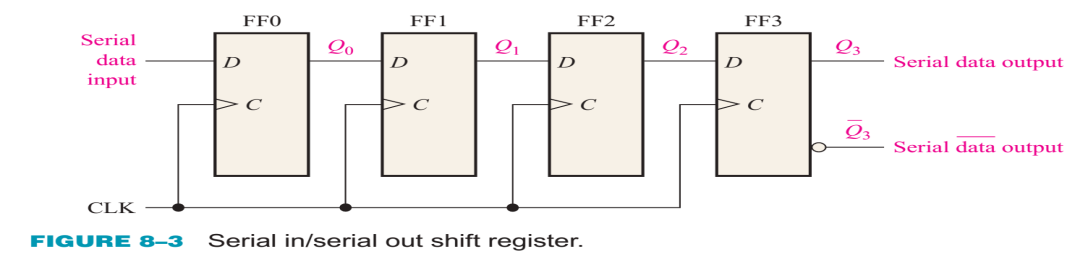 FF0 FF1 FF2 FF3
Serial
data
input
Q₀ Q₁ Q₂ Q₃
D D D D
Serial data output
C C C C
Q̅₃
Serial d̅a̅t̅a̅ output
CLK
FIGURE 8–3 Serial in/serial out shift register.